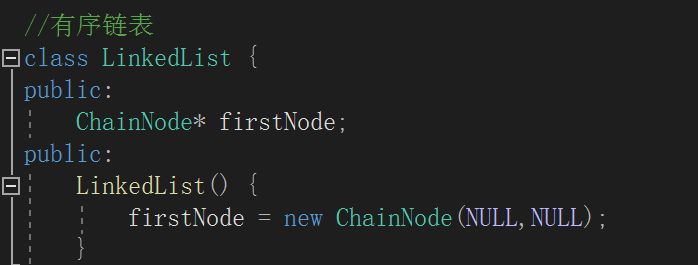 //有序链表
class LinkedList {
public:
ChainNode* firstNode;
public:
LinkedList() {
firstNode = new ChainNode(NULL,NULL);
}